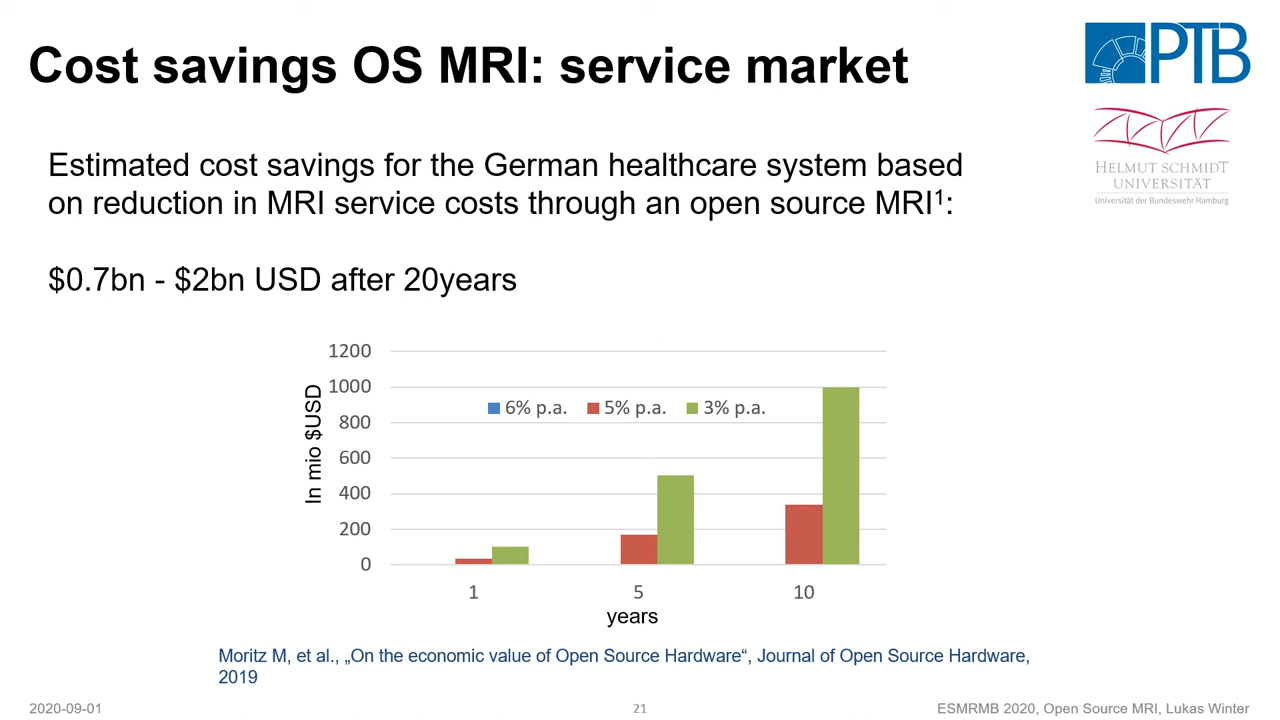 Cost savings OS MRI: service market
PTB
HELMUT SCHMIDT
UNIVERSITÄT
Universität der Bundeswehr Hamburg
Estimated cost savings for the German healthcare system based
on reduction in MRI service costs through an open source MRI¹:
$0.7bn - $2bn USD after 20years
In mio $USD
1200
1000
800
600
400
200
0
6% p.a. 5% p.a. 3% p.a.
1 5 10
years
Moritz M, et al., „On the economic value of Open Source Hardware“, Journal of Open Source Hardware,
2019
2020-09-01 21 ESMRMB 2020, Open Source MRI, Lukas Winter